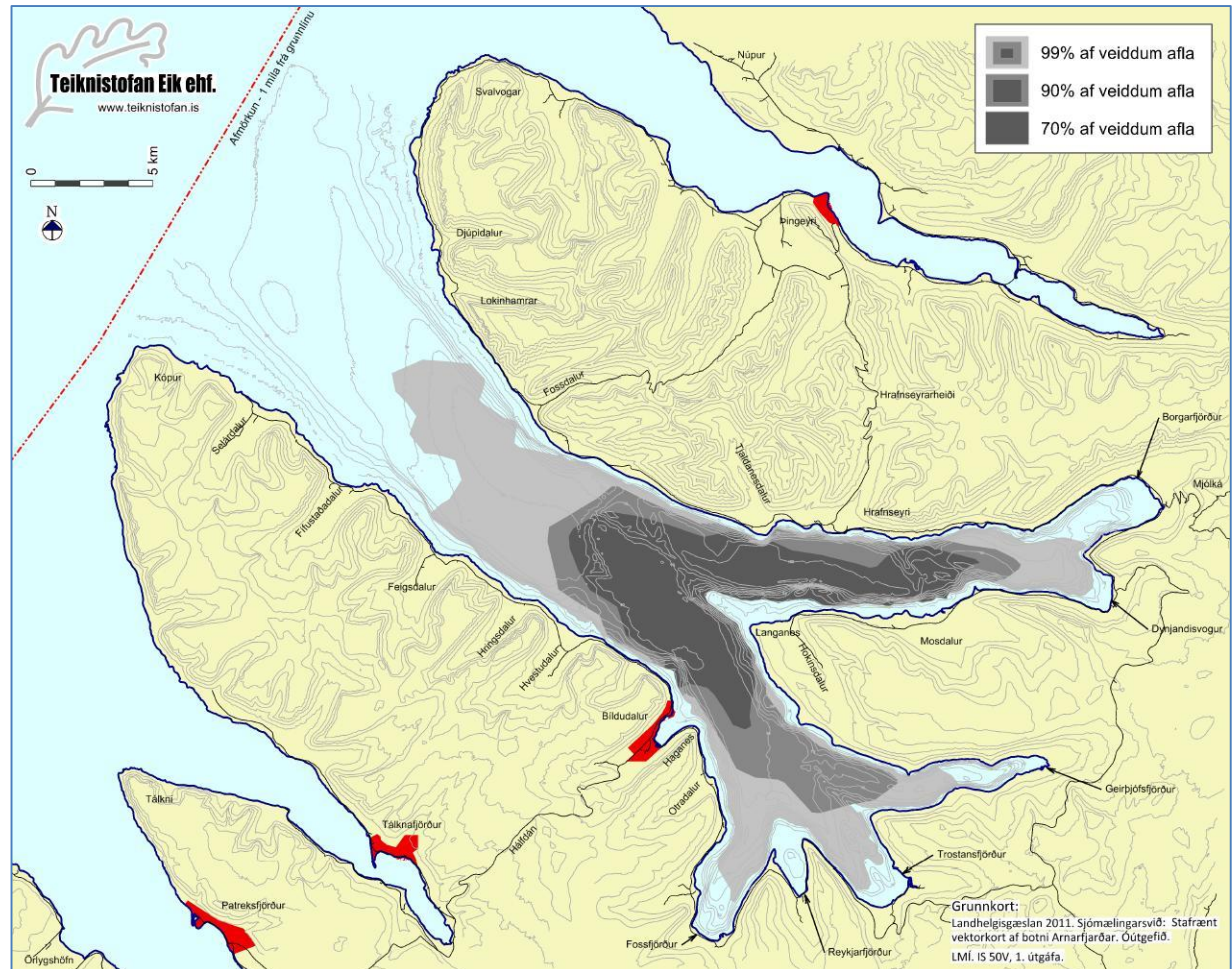 Teiknistofan Eik ehf.
www.teiknistofan.is
Afmörkun - 1 míla frá grunnlínu
0
5 km
N
99% af veiddum afla
90% af veiddum afla
70% af veiddum afla
Núpur
Svalvogar
Þingeyri
Djúpidalur
Lokinhamrar
Fossdalur
Kópur
Selárdalur
Hrafnseyrarheiði
Borgarfjörður
Tjaldanesdalur
Mjólká
Fífustaðadalur
Hrafnseyri
Feigsdalur
Hringsdalur
Hvestudalur
Langanes
Hokinsdalur
Mosdalur
Dynjandisvogur
Bíldudalur
Haganes
Otradalur
Geirþjófsfjörður
Tálkni
Tálknafjörður
Hálfdán
Trostansfjörður
Patreksfjörður
Fossfjörður
Reykjarfjörður
Örlygshöfn
Grunnkort:
Landhelgisgæslan 2011. Sjómælingarsvið: Stafrænt
vektorkort af botni Arnarfjarðar. Óútgefið.
LMÍ. IS 50V, 1. útgáfa.